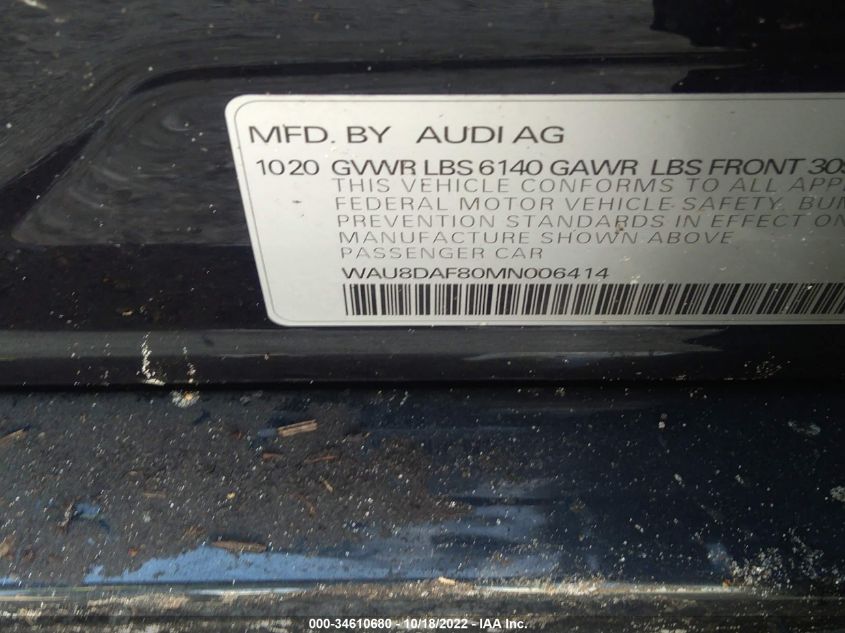 MFD. BY AUDI AG
1020 GVWR LBS 6140 GAWR LBS FRONT
THIS VEHICLE CONFORMS TO ALL
FEDERAL MOTOR VEHICLE SAFETY,
PREVENTION STANDARDS IN EFFECT ON
MANUFACTURE SHOWN ABOVE
PASSENGER CAR
WAU8DAF80MN006414
000-34610680 - 10/18/2022 - IAA Inc.